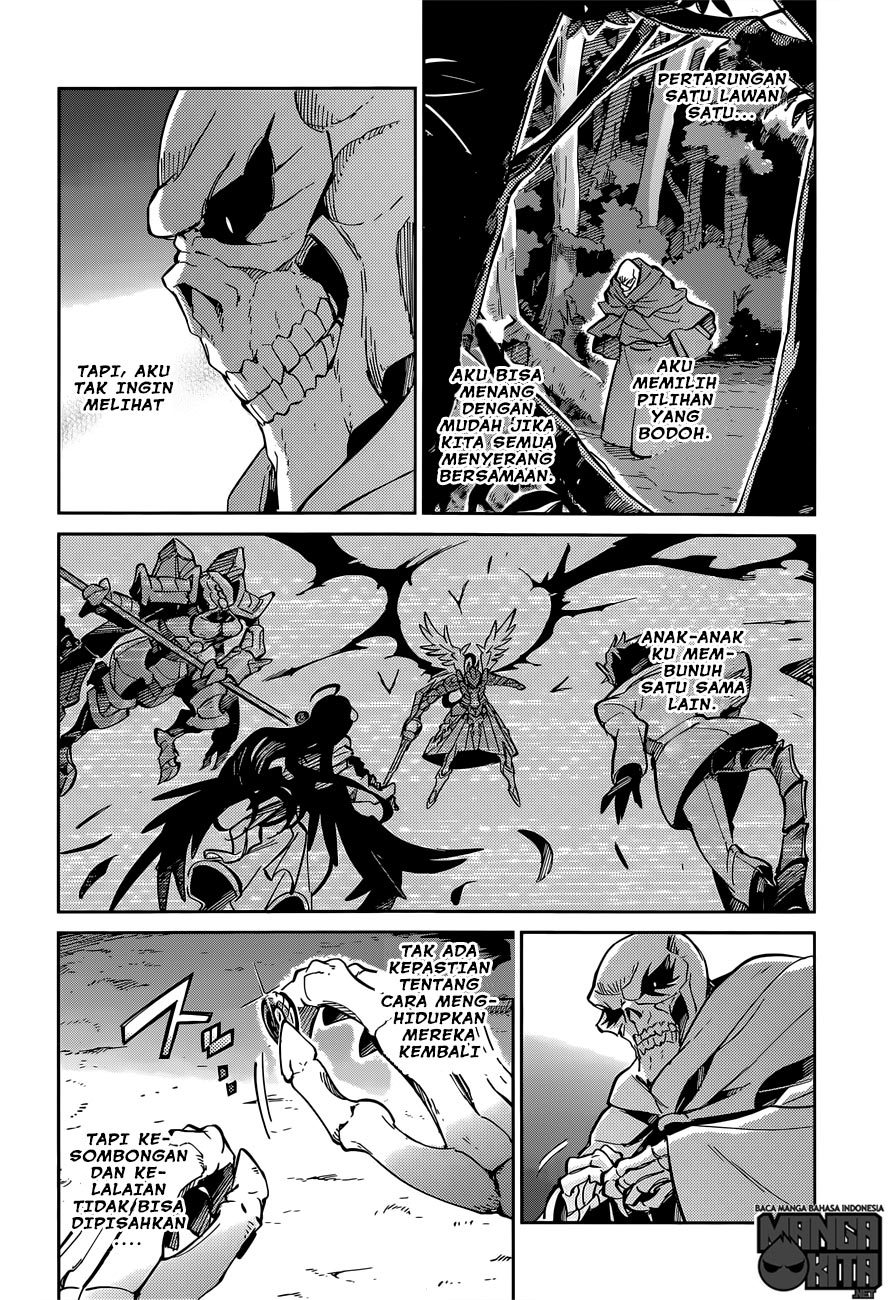 PERTARUNGAN
SATU LAWAN
SATU...
AKU
MEMILIH
PILIHAN
YANG
BODOH.
AKU BISA
MENANG
DENGAN
MUDAH JIKA
KITA SEMUA
MENYERANG
BERSAMAAN.
TAPI, AKU
TAK INGIN
MELIHAT
ANAK-ANAK
KU MEM-
BUNUH
SATU SAMA
LAIN.
TAK ADA
KEPASTIAN
TENTANG
CARA MENG-
HIDUPKAN
MEREKA
KEMBALI
TAPI KE-
SOMBONGAN
DAN KE-
LALAIAN
TIDAK/BISA
DIPISAHKAN
....
BACA MANGA BAHASA INDONESIA
MANGA
KITA
.NET